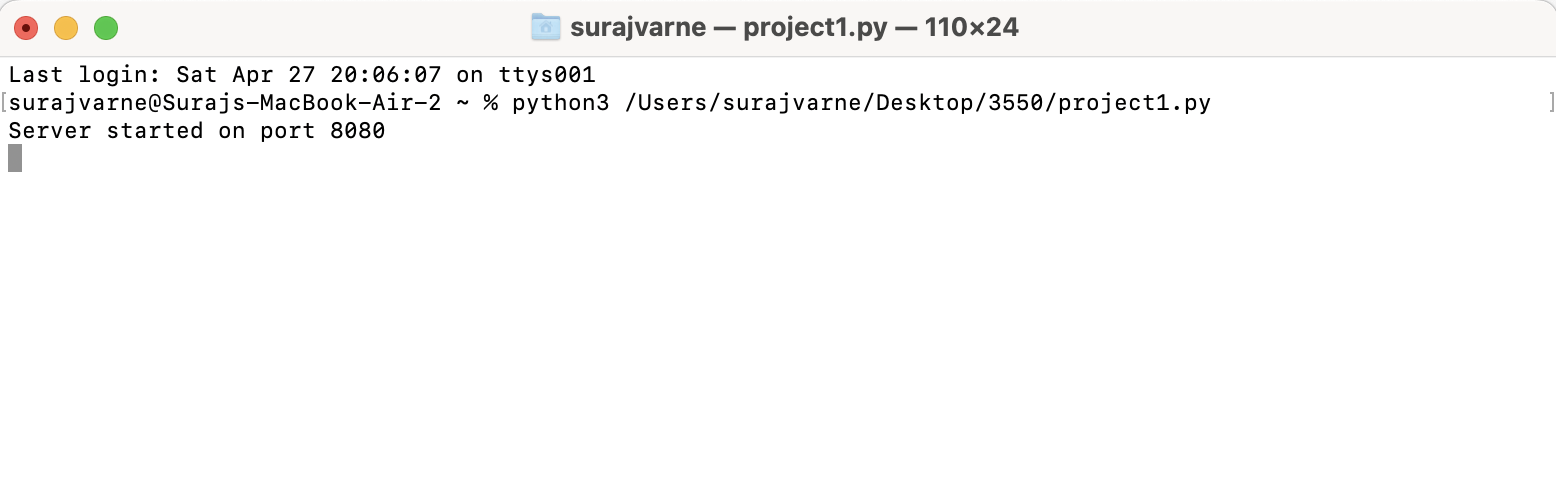 surajvarne — project1.py — 110×24
Last login: Sat Apr 27 20:06:07 on ttys001
[surajvarne@Surajs-MacBook-Air-2 ~ % python3 /Users/surajvarne/Desktop/3550/project1.py ]
Server started on port 8080